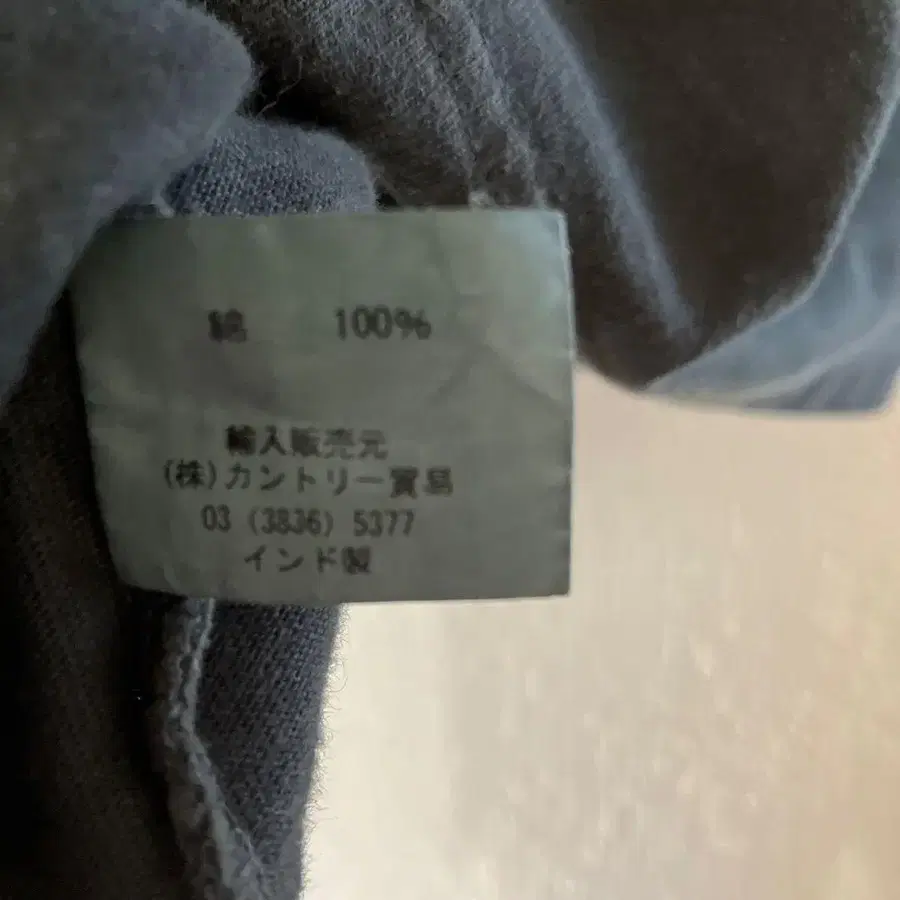 綿 100%
輸入販売元
(株)カントリー貿易
03 (3836) 5377
インド製